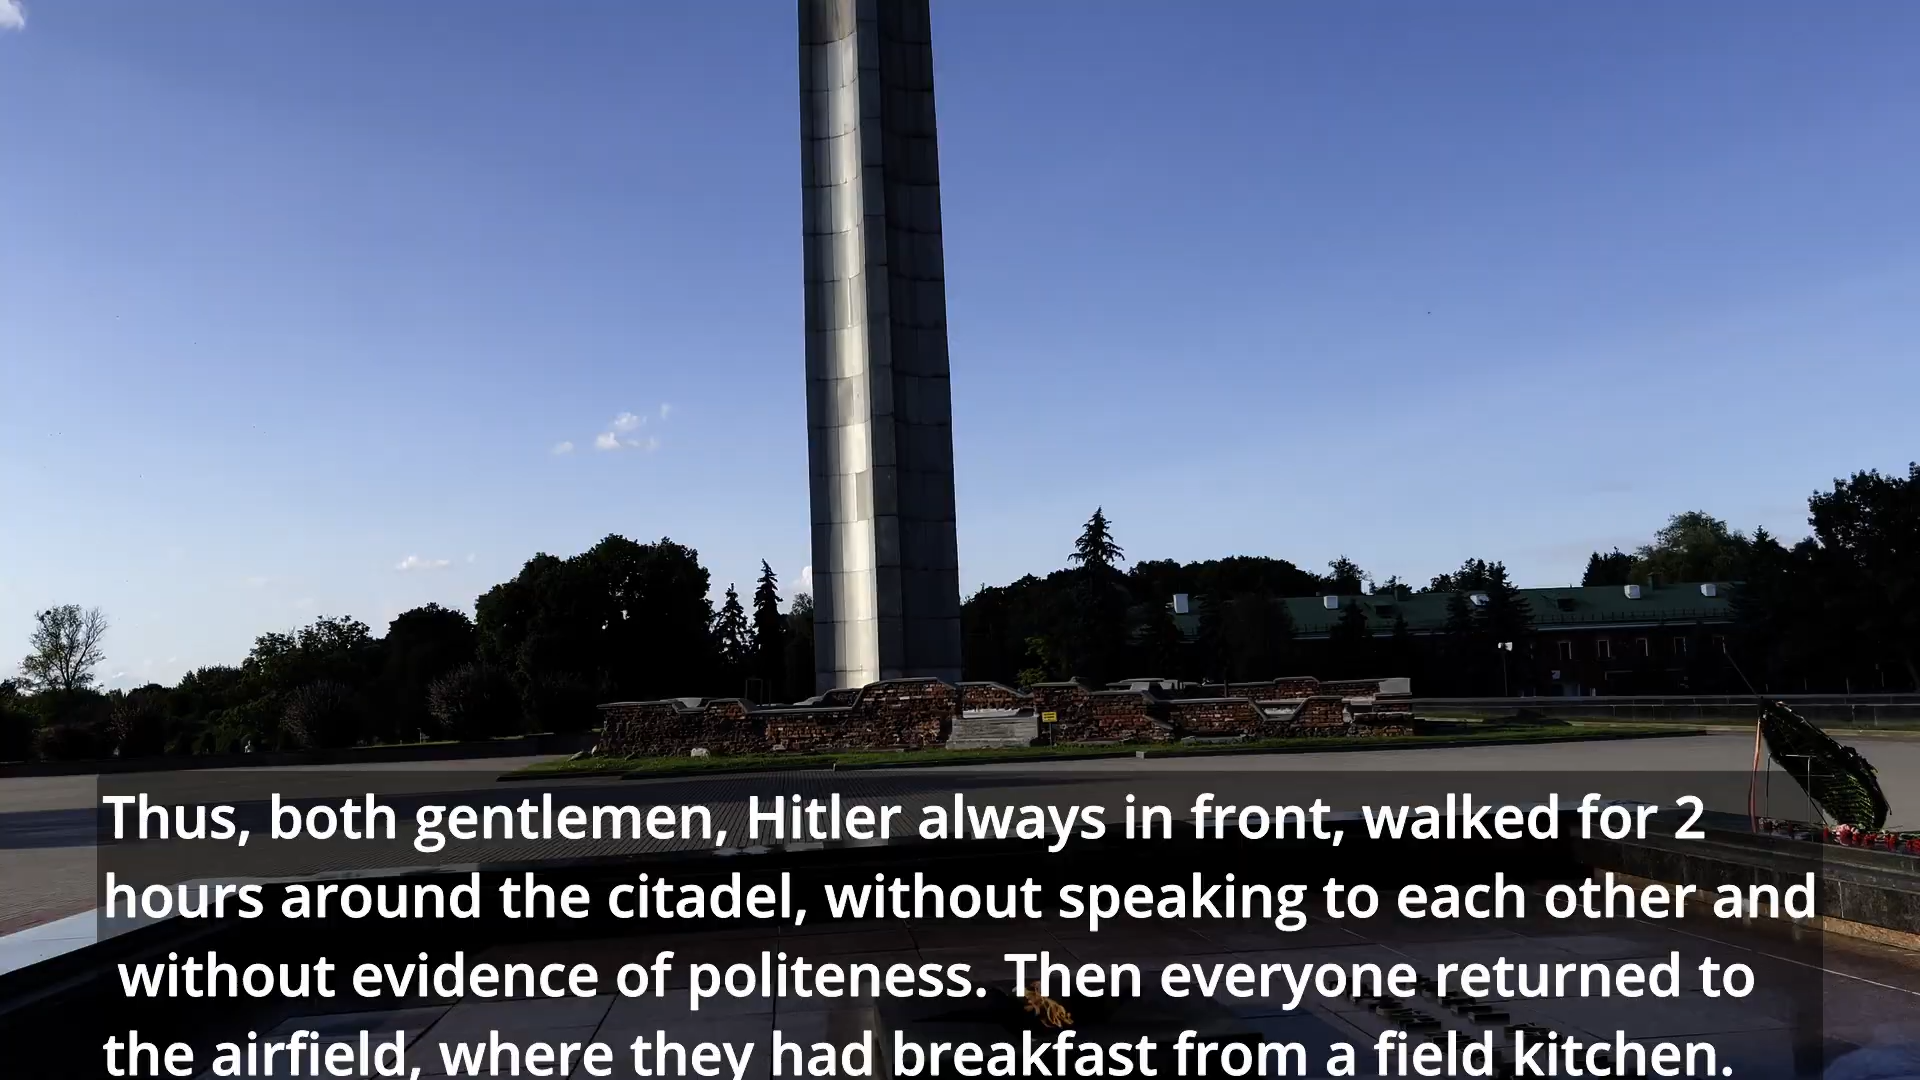 Thus, both gentlemen, Hitler always in front, walked for 2
hours around the citadel, without speaking to each other and
without evidence of politeness. Then everyone returned to
the airfield, where they had breakfast from a field kitchen.